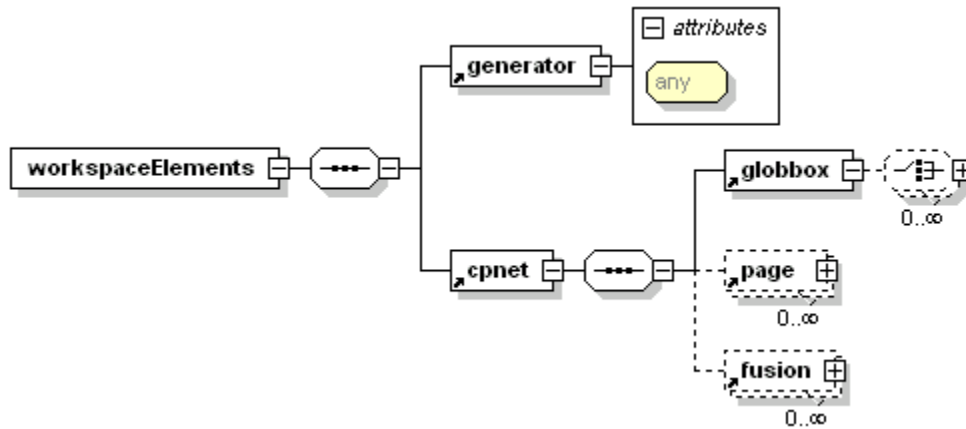 attributes
generator
any
workspaceElements
globbox
0..∞
cpnet
page
0..∞
fusion
0..∞